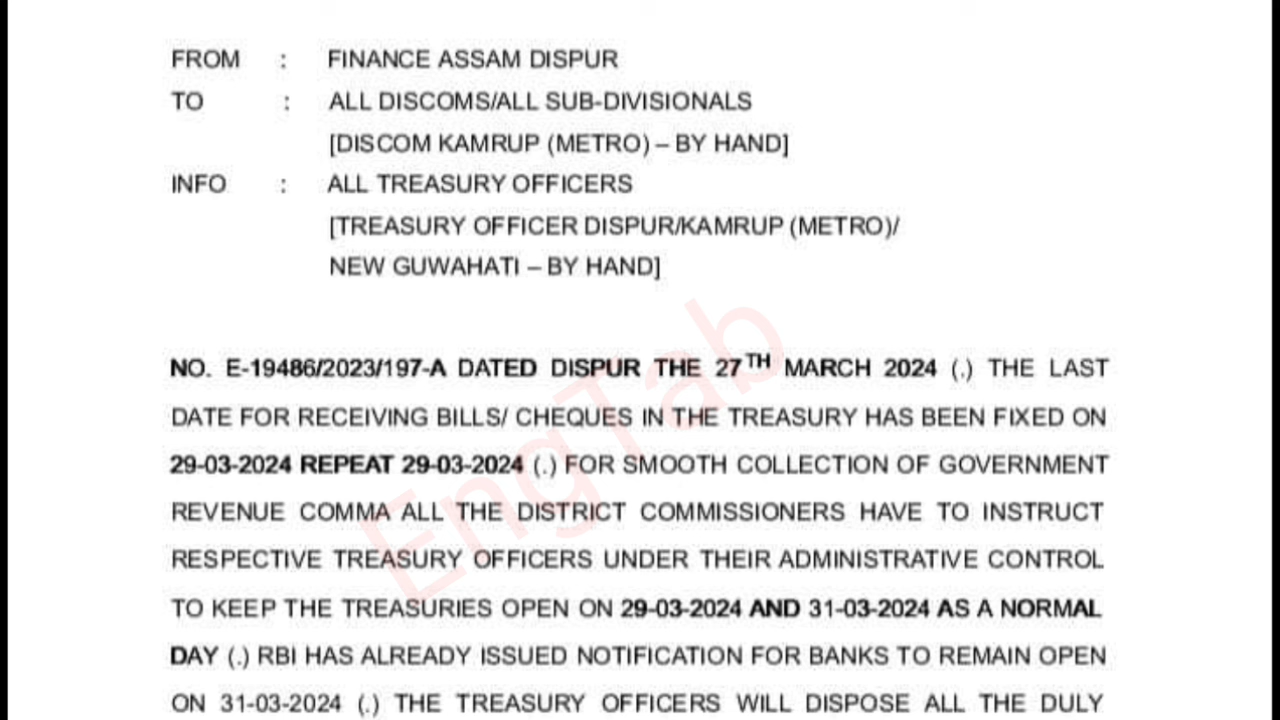 FROM : FINANCE ASSAM DISPUR
TO : ALL DISCOMS/ALL SUB-DIVISIONALS
[DISCOM KAMRUP (METRO) – BY HAND]
INFO : ALL TREASURY OFFICERS
[TREASURY OFFICER DISPUR/KAMRUP (METRO)/
NEW GUWAHATI – BY HAND]
NO. E-19486/2023/197-A DATED DISPUR THE 27TH MARCH 2024 (.) THE LAST
DATE FOR RECEIVING BILLS/ CHEQUES IN THE TREASURY HAS BEEN FIXED ON
29-03-2024 REPEAT 29-03-2024 (.) FOR SMOOTH COLLECTION OF GOVERNMENT
REVENUE COMMA ALL THE DISTRICT COMMISSIONERS HAVE TO INSTRUCT
RESPECTIVE TREASURY OFFICERS UNDER THEIR ADMINISTRATIVE CONTROL
TO KEEP THE TREASURIES OPEN ON 29-03-2024 AND 31-03-2024 AS A NORMAL
DAY (.) RBI HAS ALREADY ISSUED NOTIFICATION FOR BANKS TO REMAIN OPEN
ON 31-03-2024 (.) THE TREASURY OFFICERS WILL DISPOSE ALL THE DULY
EngTab